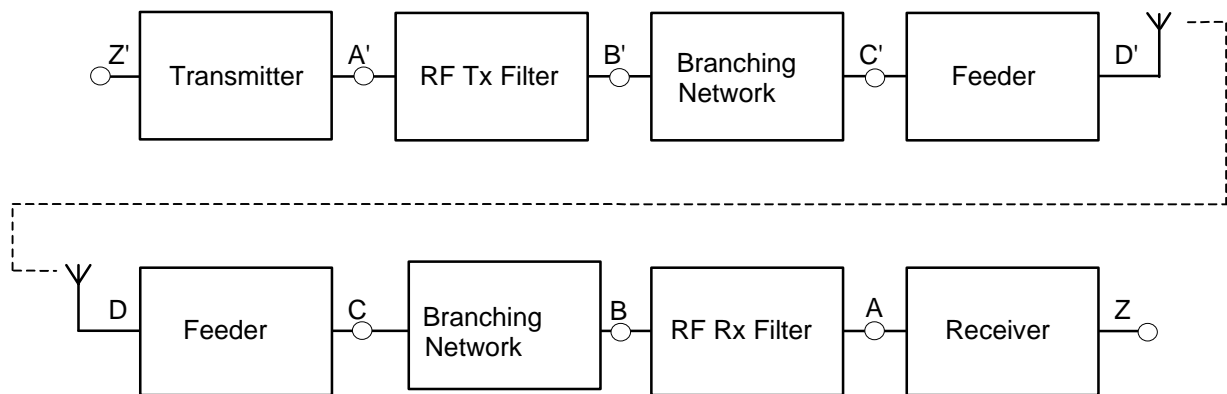 Z'
Transmitter
A'
RF Tx Filter
B'
Branching
Network
C'
Feeder
D'
D
Feeder
C
Branching
Network
B
RF Rx Filter
A
Receiver
Z